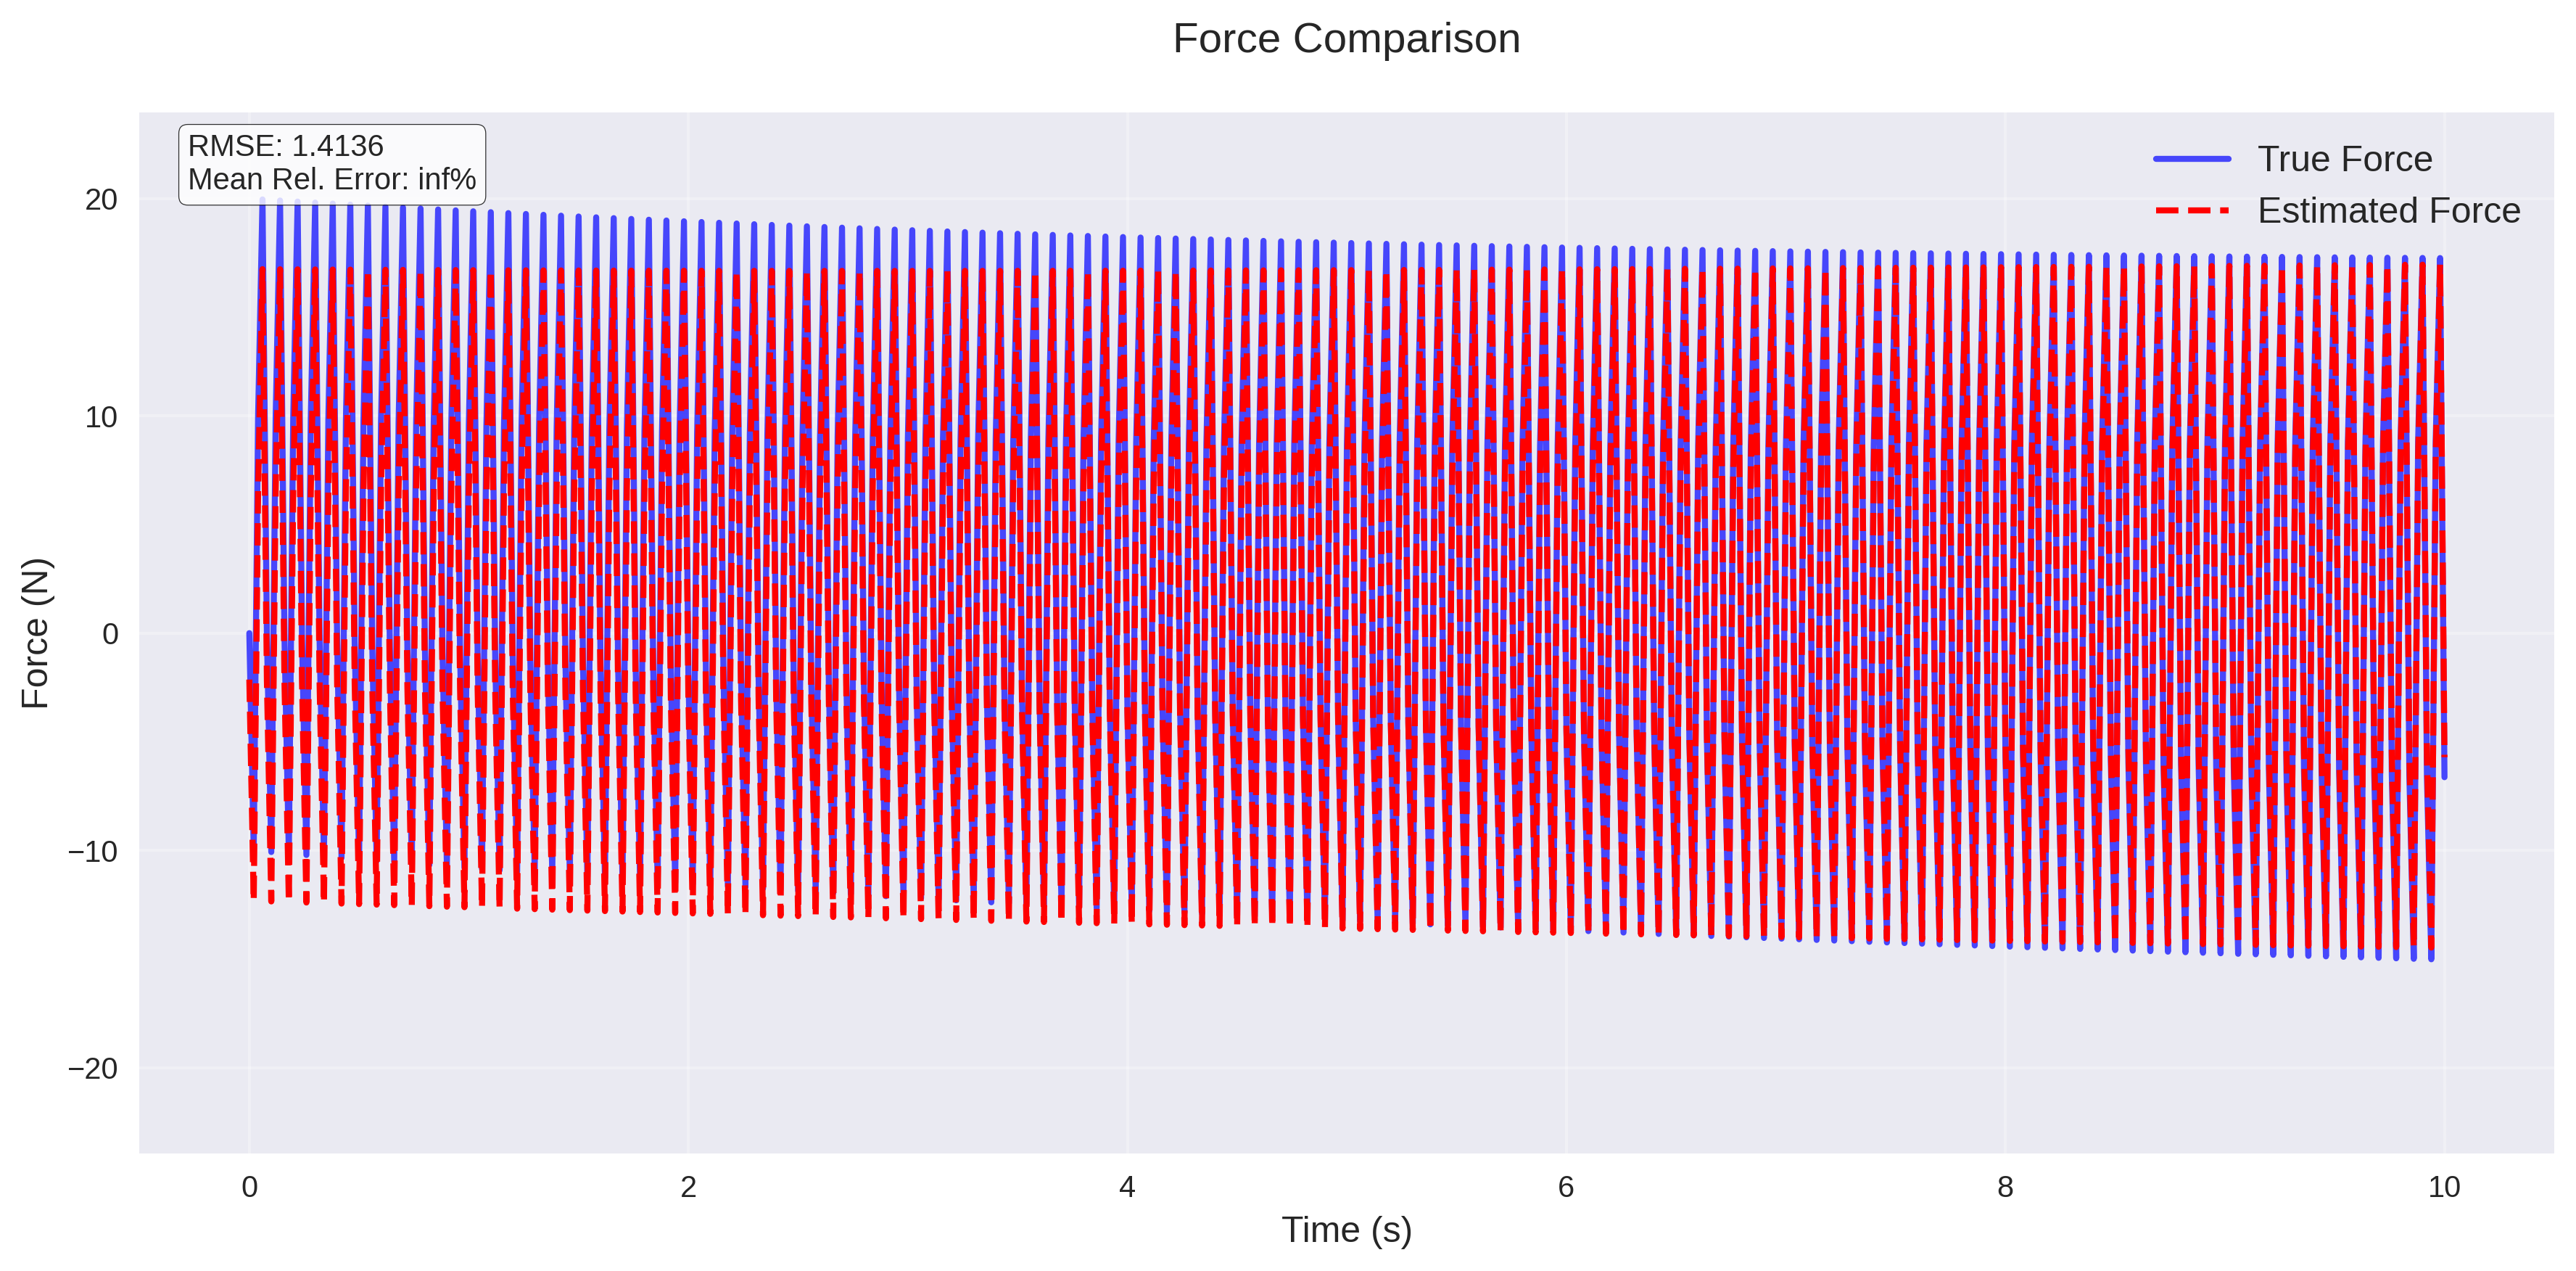 Force Comparison
RMSE: 1.4136
Mean Rel. Error: inf%
True Force
Estimated Force
20
10
0
−10
−20
Force (N)
0 2 4 6 8 10
Time (s)